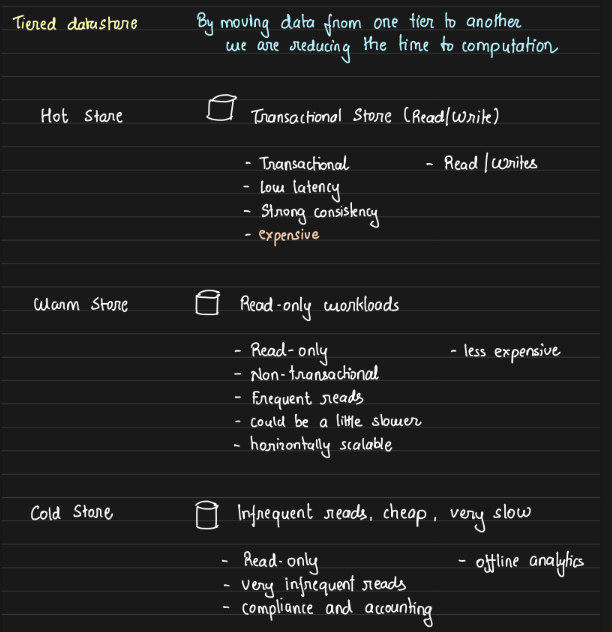 Tiered datastore
By moving data from one tier to another
we are reducing the time to computation
Hot Store
Transactional Store (Read/Write)
- Transactional - Read/Writes
- Low latency
- Strong consistency
- expensive
Warm Store
Read-only workloads
- Read-only - less expensive
- Non-transactional
- Frequent reads
- could be a little slower
- horizontally scalable
Cold Store
Infrequent reads, cheap, very slow
- Read-only - offline analytics
- very infrequent reads
- compliance and accounting